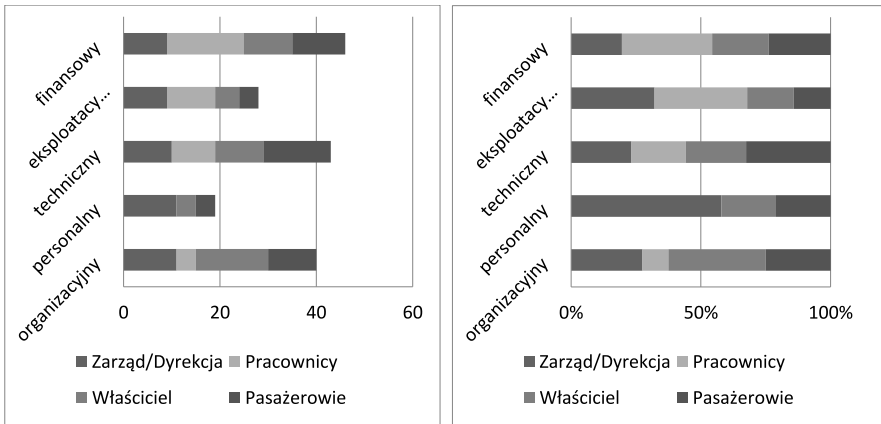 finansowy
eksploatacy...
techniczny
personalny
organizacyjny
0 20 40 60
Zarząd/Dyrekcja Pracownicy
Właściciel Pasażerowie
finansowy
eksploatacy...
techniczny
personalny
organizacyjny
0% 50% 100%
Zarząd/Dyrekcja Pracownicy
Właściciel Pasażerowie